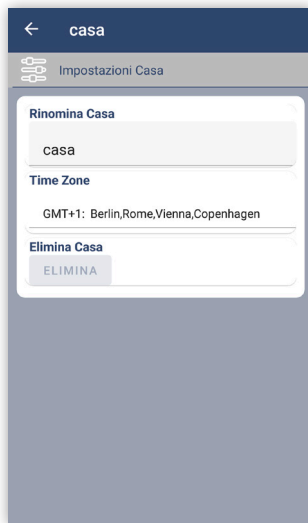 casa
Impostazioni Casa
Rinomina Casa
casa
Time Zone
GMT+1: Berlin,Rome,Vienna,Copenhagen
Elimina Casa
ELIMINA